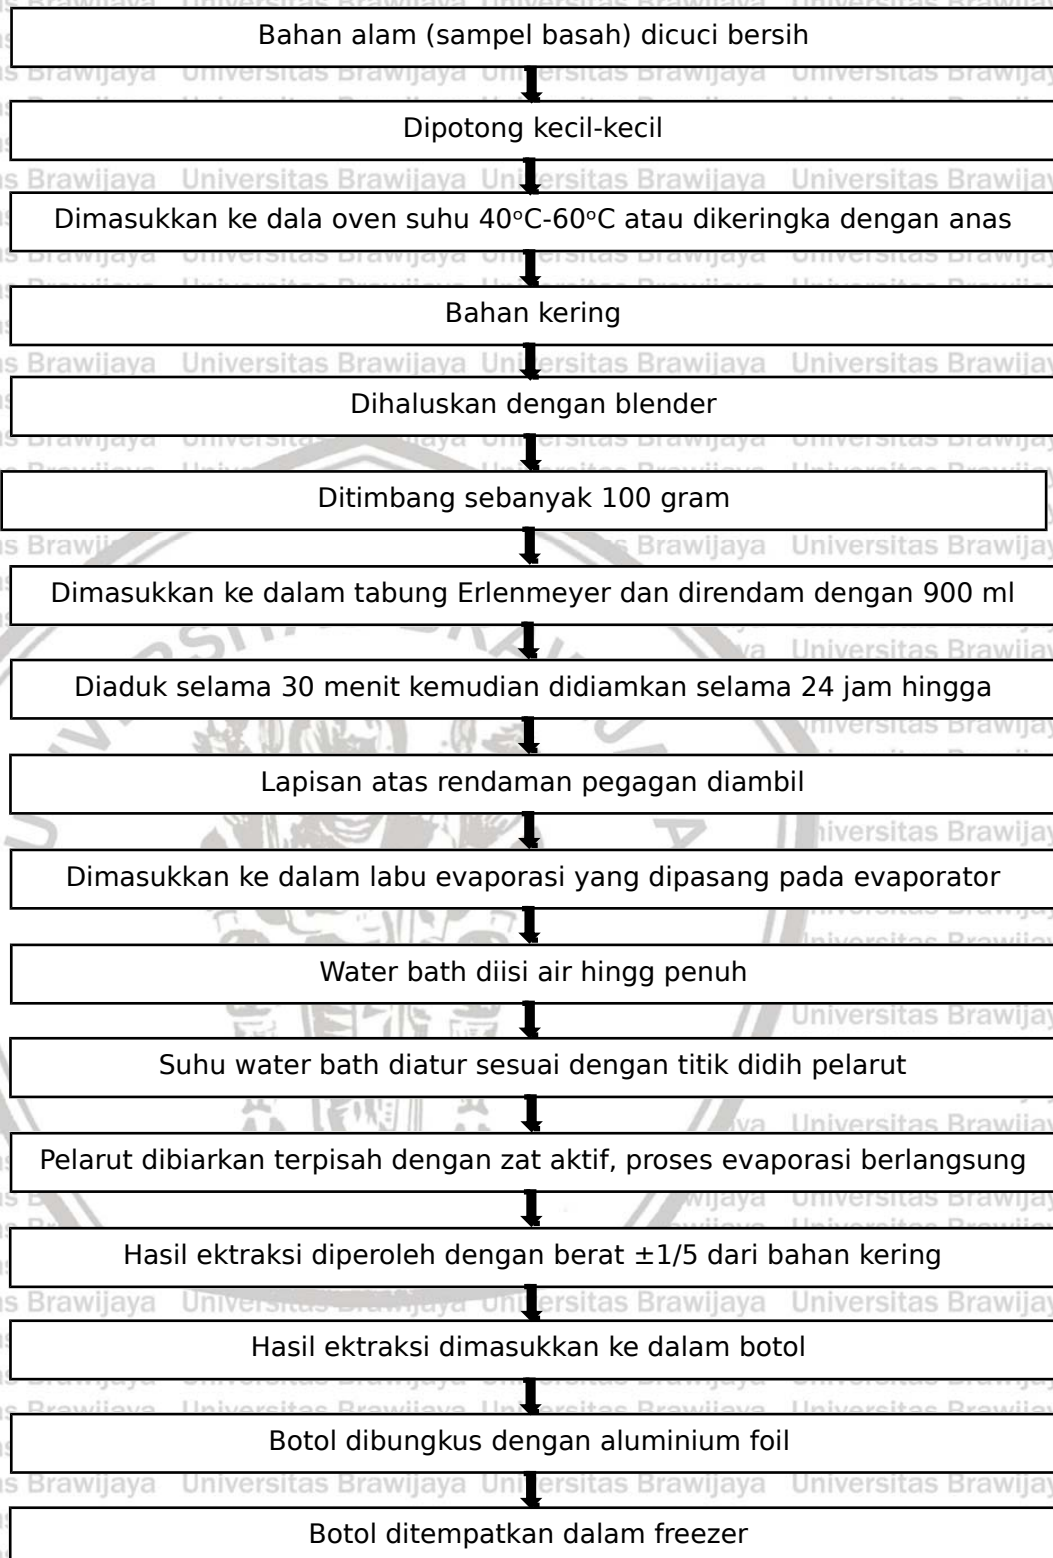 Bahan alam (sampel basah) dicuci bersih
Dipotong kecil-kecil
Dimasukkan ke dala oven suhu 40°C-60°C atau dikeringka dengan anas
Bahan kering
Dihaluskan dengan blender
Ditimbang sebanyak 100 gram
Dimasukkan ke dalam tabung Erlenmeyer dan direndam dengan 900 ml
Diaduk selama 30 menit kemudian didiamkan selama 24 jam hingga
Lapisan atas rendaman pegagan diambil
Dimasukkan ke dalam labu evaporasi yang dipasang pada evaporator
Water bath diisi air hingg penuh
Suhu water bath diatur sesuai dengan titik didih pelarut
Pelarut dibiarkan terpisah dengan zat aktif, proses evaporasi berlangsung
Hasil ektraksi diperoleh dengan berat ±1/5 dari bahan kering
Hasil ektraksi dimasukkan ke dalam botol
Botol dibungkus dengan aluminium foil
Botol ditempatkan dalam freezer